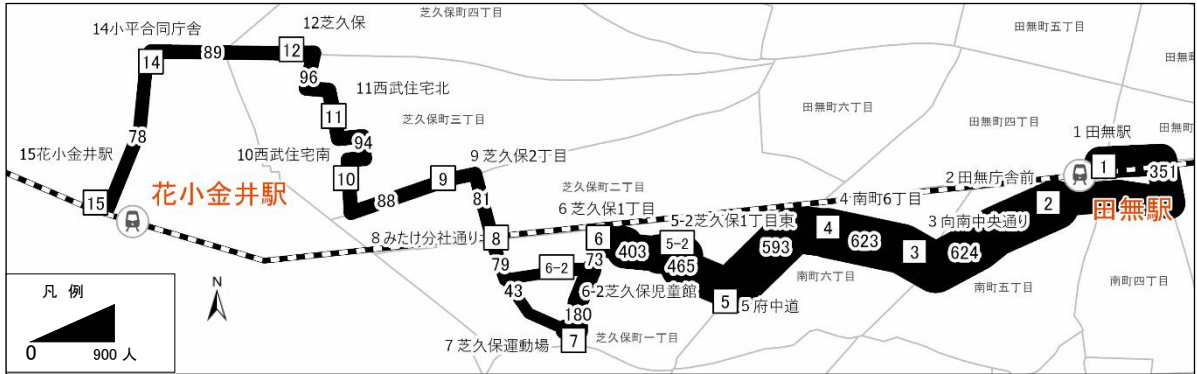 芝久保町四丁目
田無町五丁目
14小平合同庁舎
12芝久保
14
89
12
96
田無町
11西武住宅北
11
芝久保町三丁目
田無町六丁目
田無町四丁目
田無町
78
94
1田無駅
15花小金井駅
10西武住宅南
9芝久保2丁目
10
9
88
81
芝久保町二丁目
2田無庁舎前
1
351
15
花小金井駅
6芝久保1丁目
4南町6丁目
2
田無駅
5-2芝久保1丁目東
3向南中央通り
8みたけ分社通り
8
6
403
5-2
593
4
623
3
624
79
6-2
73
465
南町六丁目
南町五丁目
南町四丁目
43
6-2芝久保児童館
5
5府中道
N
凡 例
180
7芝久保運動場
7
芝久保町一丁目
0
900 人